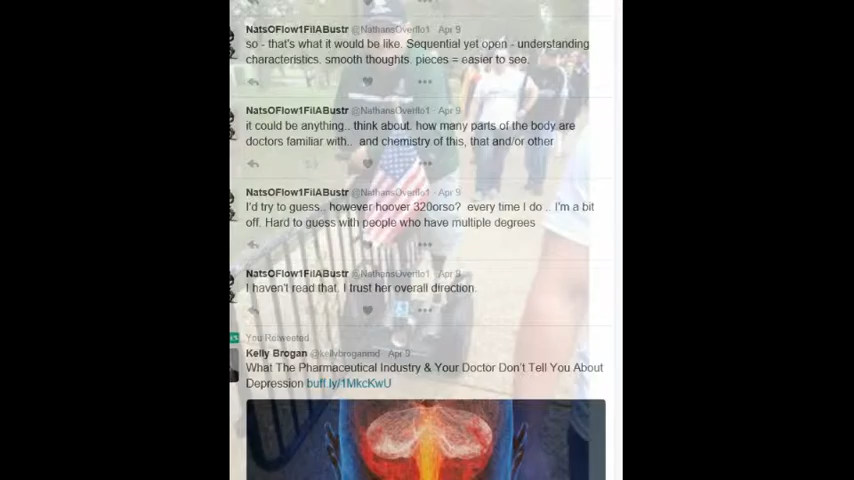 NatsOFlow1FilABustr @NathansOverflo1 · Apr 9
so - that's what it would be like. Sequential yet open - understanding
characteristics. smooth thoughts. pieces = easier to see.
NatsOFlow1FilABustr @NathansOverflo1 · Apr 9
it could be anything.. think about. how many parts of the body are
doctors familiar with.. and chemistry of this, that and/or other
NatsOFlow1FilABustr @NathansOverflo1 · Apr 9
I'd try to guess.. however hoover 320orso? every time I do .. I'm a bit
off. Hard to guess with people who have multiple degrees
NatsOFlow1FilABustr @NathansOverflo1 · Apr 9
I haven't read that. I trust her overall direction.
You Retweeted
Kelly Brogan @kellybroganmd · Apr 9
What The Pharmaceutical Industry & Your Doctor Don't Tell You About
Depression buff.ly/1MkcKwU